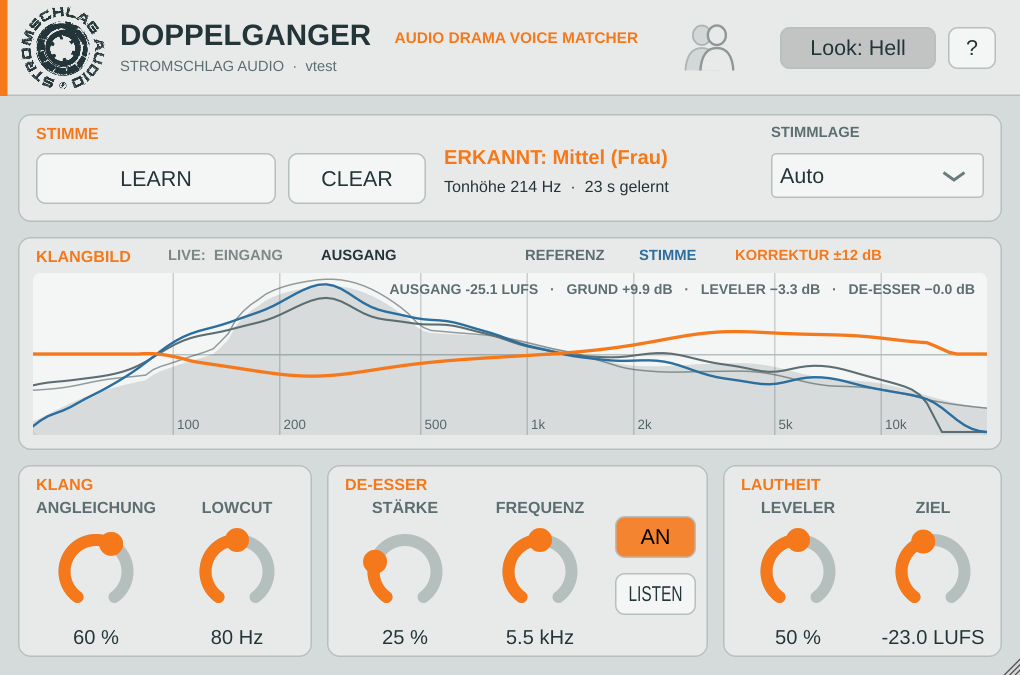 STROMSCHLAG AUDIO
DOPPELGANGER
AUDIO DRAMA VOICE MATCHER
STROMSCHLAG AUDIO · vtest
Look: Hell
?
STIMME
LEARN
CLEAR
ERKANNT: Mittel (Frau)
Tonhöhe 214 Hz · 23 s gelernt
STIMMLAGE
Auto
KLANGBILD
LIVE: EINGANG
AUSGANG
REFERENZ
STIMME
KORREKTUR ±12 dB
AUSGANG -25.1 LUFS · GRUND +9.9 dB · LEVELER −3.3 dB · DE-ESSER −0.0 dB
100
200
500
1k
2k
5k
10k
KLANG
ANGLEICHUNG
LOWCUT
60 %
80 Hz
DE-ESSER
STÄRKE
FREQUENZ
AN
LISTEN
25 %
5.5 kHz
LAUTHEIT
LEVELER
ZIEL
50 %
-23.0 LUFS